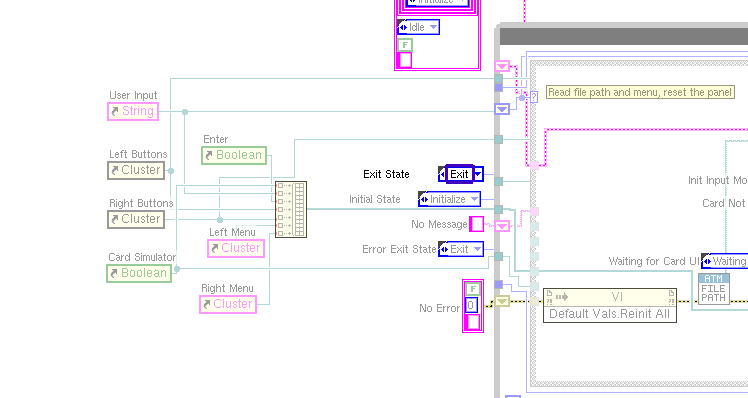 Initialize
Idle
F
Read file path and menu, reset the panel
User Input
String
Enter
Boolean
Left Buttons
Cluster
Exit State
Exit
Init Input Mo
Right Buttons
Cluster
Initial State
Initialize
Card Not
Left Menu
Cluster
No Message
Card Simulator
Boolean
Error Exit State
Exit
Waiting for Card UI
Waiting
Right Menu
Cluster
No Error
F
0
VI
Default Vals.Reinit All
ATM
FILE
PATH